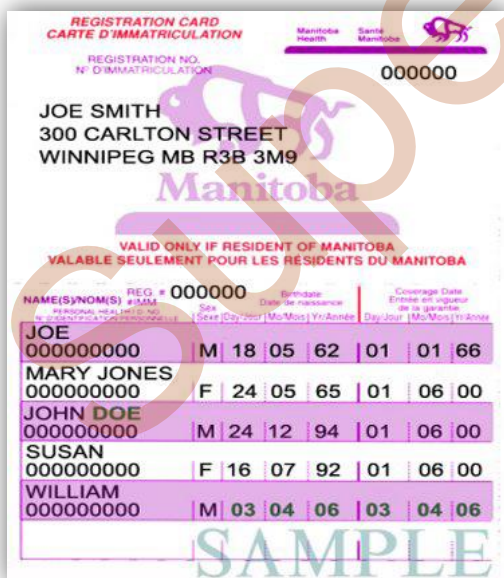 REGISTRATION CARD
CARTE D'IMMATRICULATION
Manitoba Health
Santé Manitoba
REGISTRATION NO.
Nº D'IMMATRICULATION
000000
JOE SMITH
300 CARLTON STREET
WINNIPEG MB R3B 3M9
Manitoba
VALID ONLY IF RESIDENT OF MANITOBA
VALABLE SEULEMENT POUR LES RÉSIDENTS DU MANITOBA
NAME(S)/NOM(S) REG # #IMM 000000
PERSONAL HEALTH I.D. NO.
Nº D'IDENTIFICATION PERSONNELLE
Sex Birthdate Coverage Date
Sexe Date de naissance Entrée en vigueur de la garantie
Day/Jour Mo/Mois Yr/Année Day/Jour Mo/Mois Yr/Année
JOE
000000000 M 18 05 62 01 01 66
MARY JONES
000000000 F 24 05 65 01 06 00
JOHN DOE
000000000 M 24 12 94 01 06 00
SUSAN
000000000 F 16 07 92 01 06 00
WILLIAM
000000000 M 03 04 06 03 04 06
SAMPLE